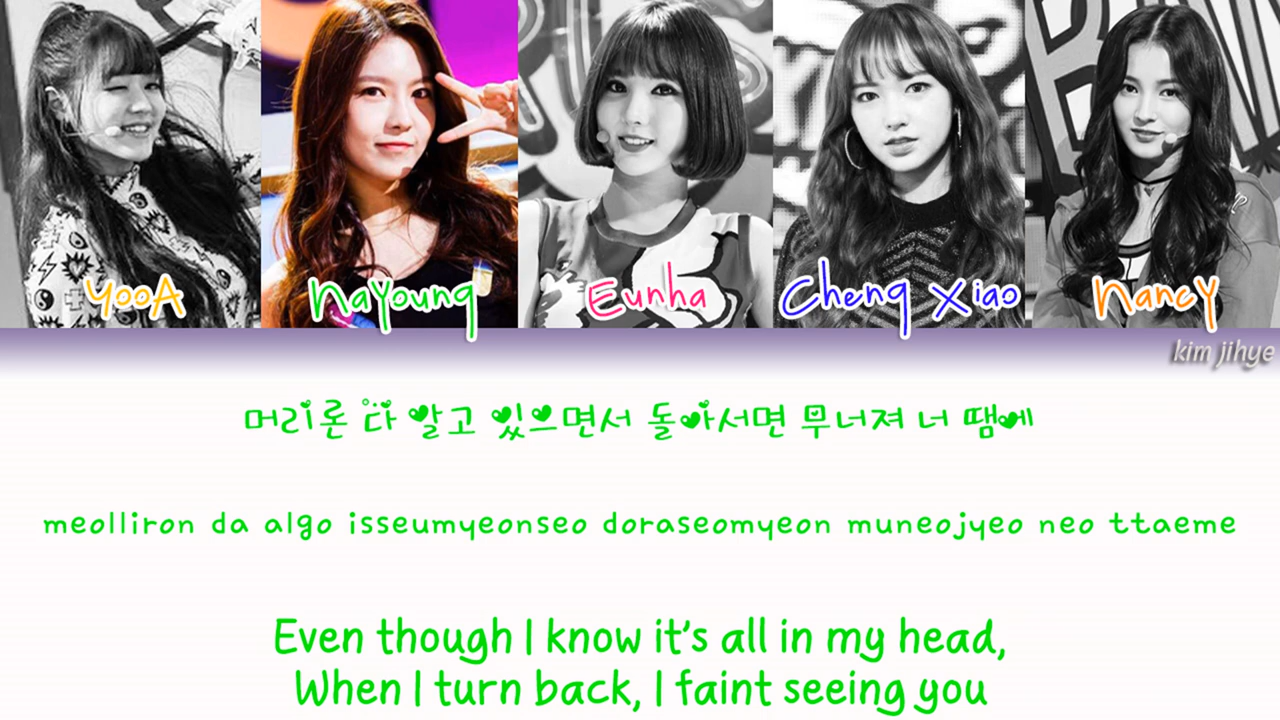 YooA
NaYoung
Eunha
Cheng Xiao
Nancy
kim jihye
머리론 다 알고 있으면서 돌아서면 무너져 너 땜에
meolliron da algo isseumyeonseo doraseomyeon muneojyeo neo ttaeme
Even though I know it's all in my head,
When I turn back, I faint seeing you